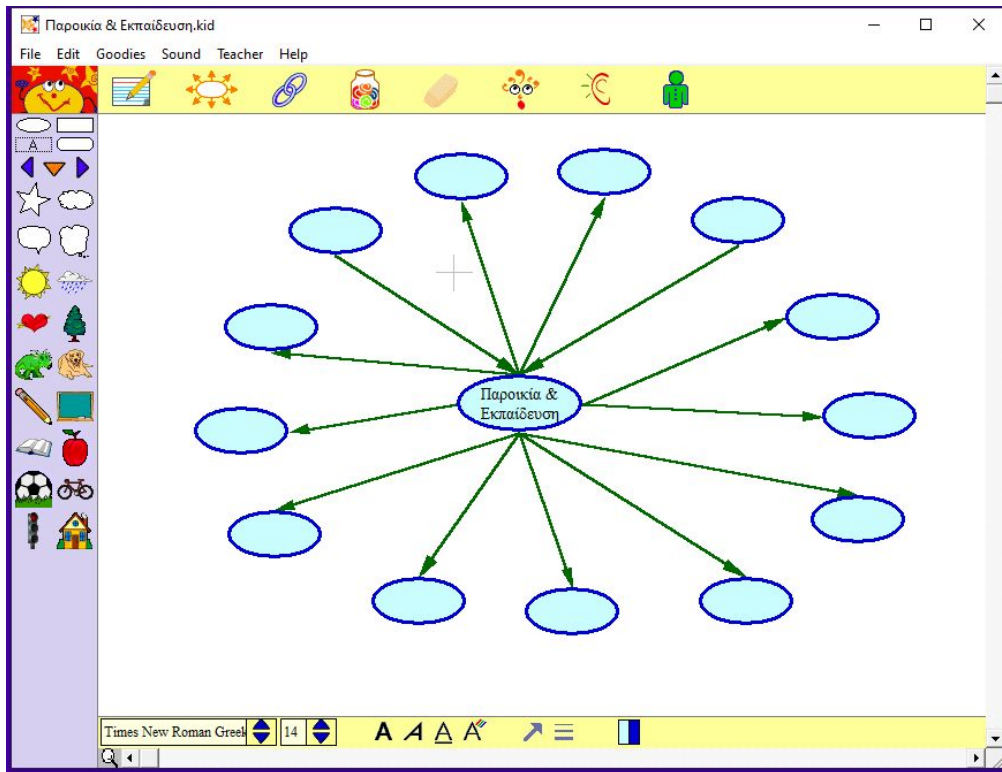 Παροικία & Εκπαίδευση.kid
File Edit Goodies Sound Teacher Help
A
Παροικία &
Εκπαίδευση
Times New Roman Greek 14 A A A A